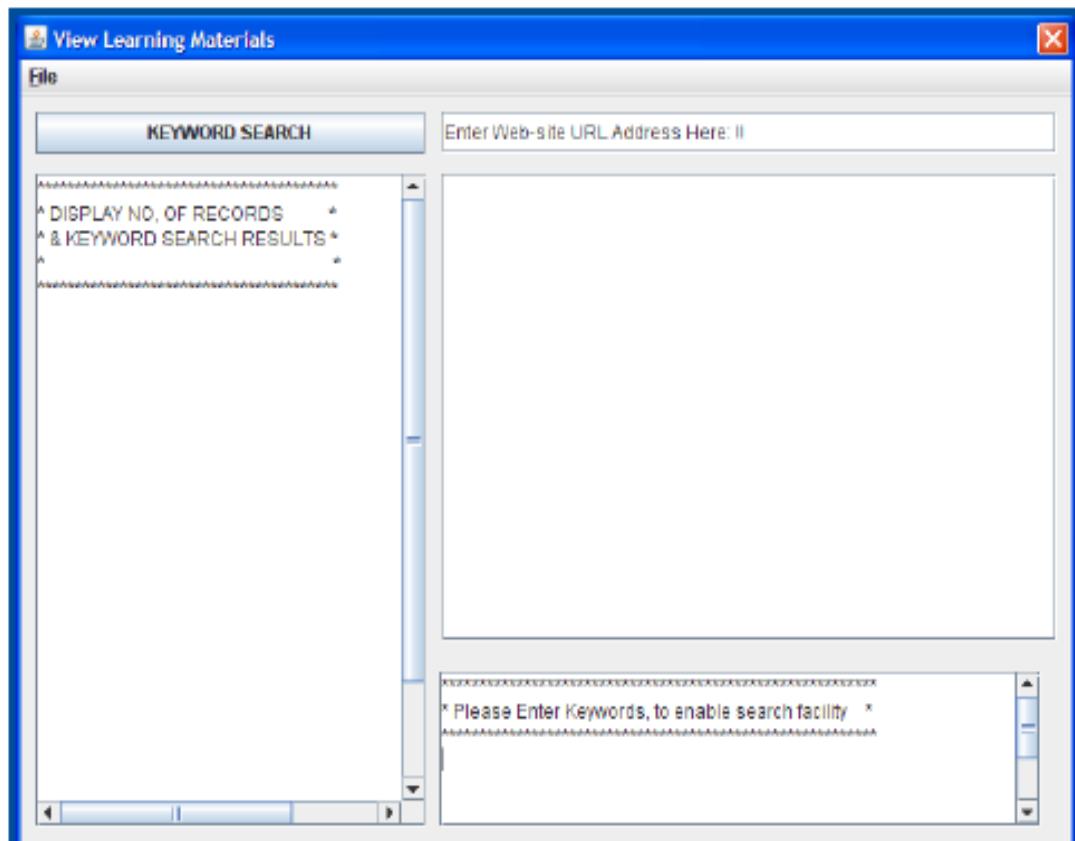 View Learning Materials
File
KEYWORD SEARCH
Enter Web-site URL Address Here: !!
****************************************
* DISPLAY NO. OF RECORDS *
* & KEYWORD SEARCH RESULTS *
* *
****************************************
**********************************************************
* Please Enter Keywords, to enable search facility *
**********************************************************